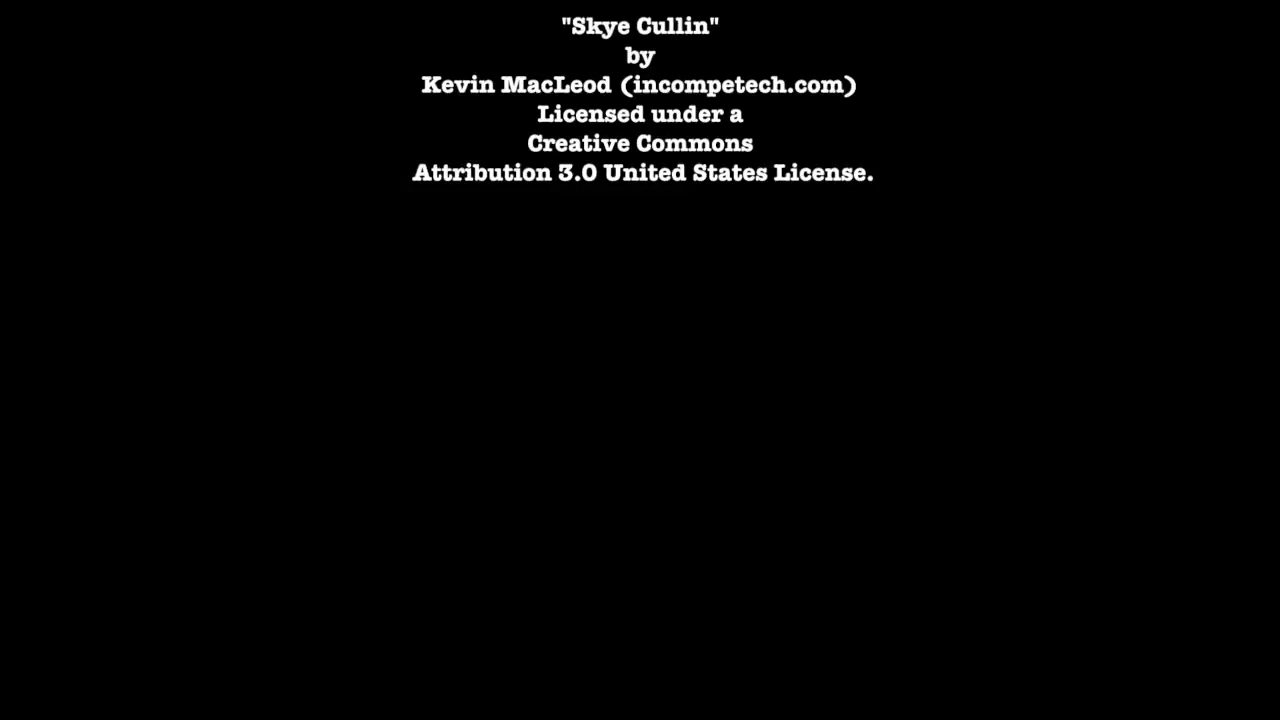 "Skye Cullin"
by
Kevin MacLeod (incompetech.com)
Licensed under a
Creative Commons
Attribution 3.0 United States License.